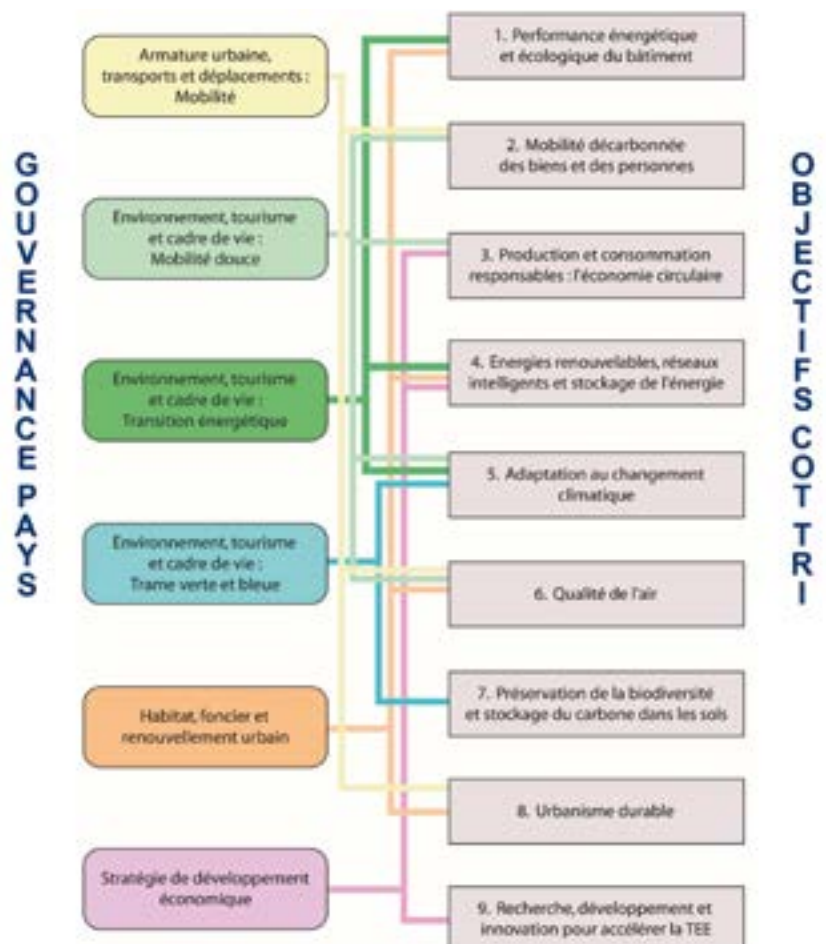 GOUVERNANCE PAYS
Armature urbaine,
transports et déplacements :
Mobilité
Environnement, tourisme
et cadre de vie :
Mobilité douce
Environnement, tourisme
et cadre de vie :
Transition énergétique
Environnement, tourisme
et cadre de vie :
Trame verte et bleue
Habitat, foncier et
renouvellement urbain
Stratégie de développement
économique
1. Performance énergétique
et écologique du bâtiment
2. Mobilité décarbonnée
des biens et des personnes
3. Production et consommation
responsables : l'économie circulaire
4. Énergies renouvelables, réseaux
intelligents et stockage de l'énergie
5. Adaptation au changement
climatique
6. Qualité de l'air
7. Préservation de la biodiversité
et stockage du carbone dans les sols
8. Urbanisme durable
9. Recherche, développement et
innovation pour accélérer la TEE
OBJECTIFS COT TRI